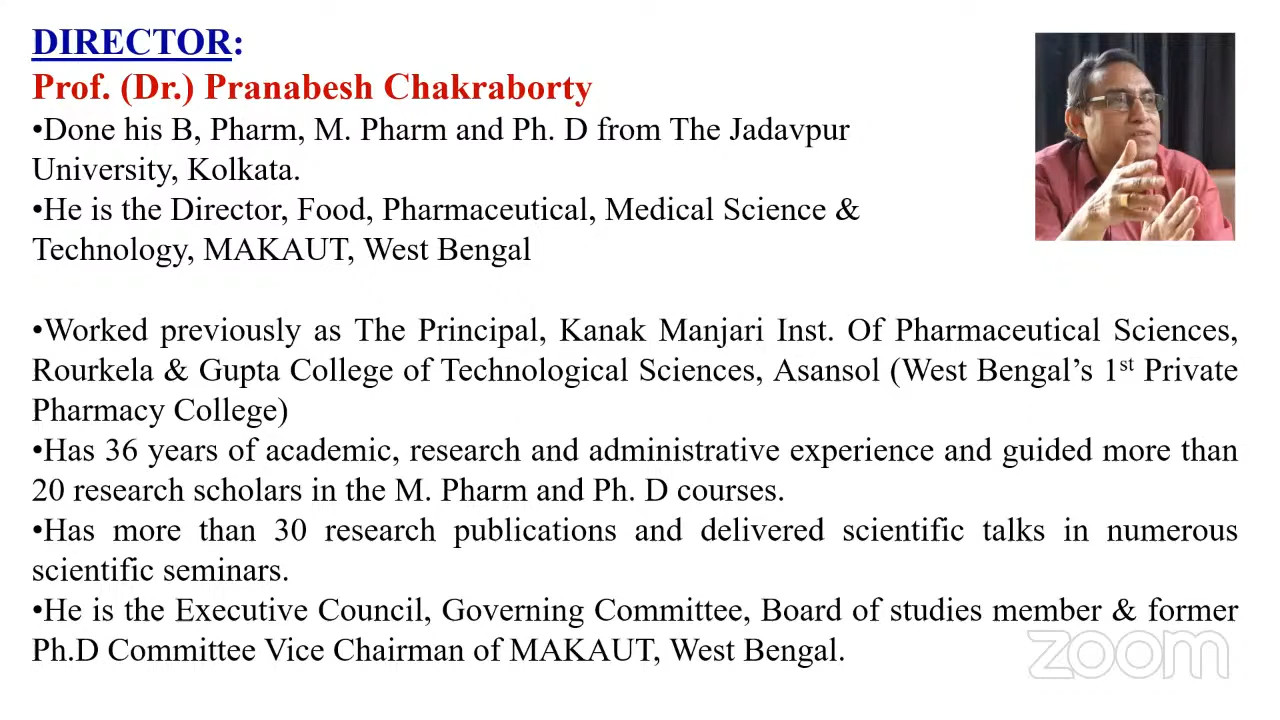 DIRECTOR:
Prof. (Dr.) Pranabesh Chakraborty
•Done his B, Pharm, M. Pharm and Ph. D from The Jadavpur
University, Kolkata.
•He is the Director, Food, Pharmaceutical, Medical Science &
Technology, MAKAUT, West Bengal
•Worked previously as The Principal, Kanak Manjari Inst. Of Pharmaceutical Sciences,
Rourkela & Gupta College of Technological Sciences, Asansol (West Bengal’s 1st Private
Pharmacy College)
•Has 36 years of academic, research and administrative experience and guided more than
20 research scholars in the M. Pharm and Ph. D courses.
•Has more than 30 research publications and delivered scientific talks in numerous
scientific seminars.
•He is the Executive Council, Governing Committee, Board of studies member & former
Ph.D Committee Vice Chairman of MAKAUT, West Bengal.
zoom